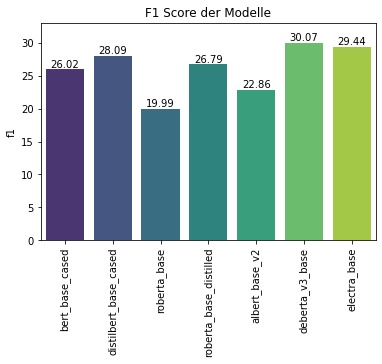 F1 Score der Modelle
f1
30
25
20
15
10
5
0
26.02
28.09
19.99
26.79
22.86
30.07
29.44
bert_base_cased
distilbert_base_cased
roberta_base
roberta_base_distilled
albert_base_v2
deberta_v3_base
electra_base